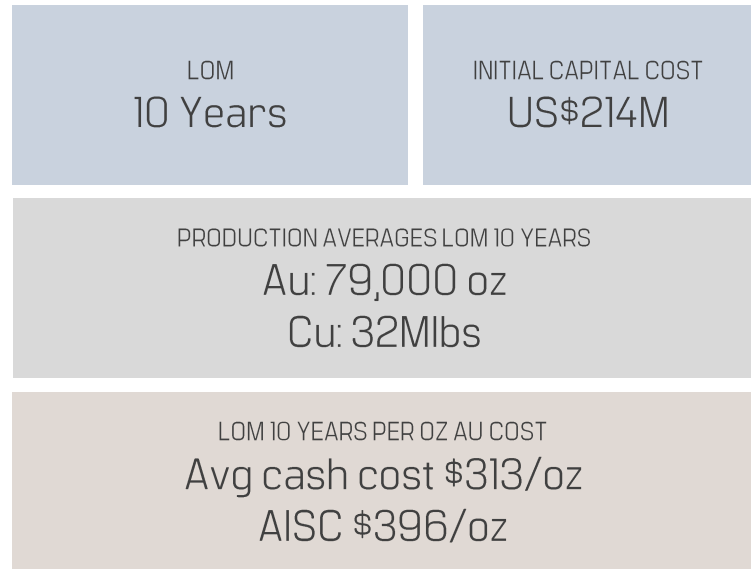 LOM
10 Years
INITIAL CAPITAL COST
US$214M
PRODUCTION AVERAGES LOM 10 YEARS
Au: 79,000 oz
Cu: 32Mlbs
LOM 10 YEARS PER OZ AU COST
Avg cash cost $313/oz
AISC $396/oz